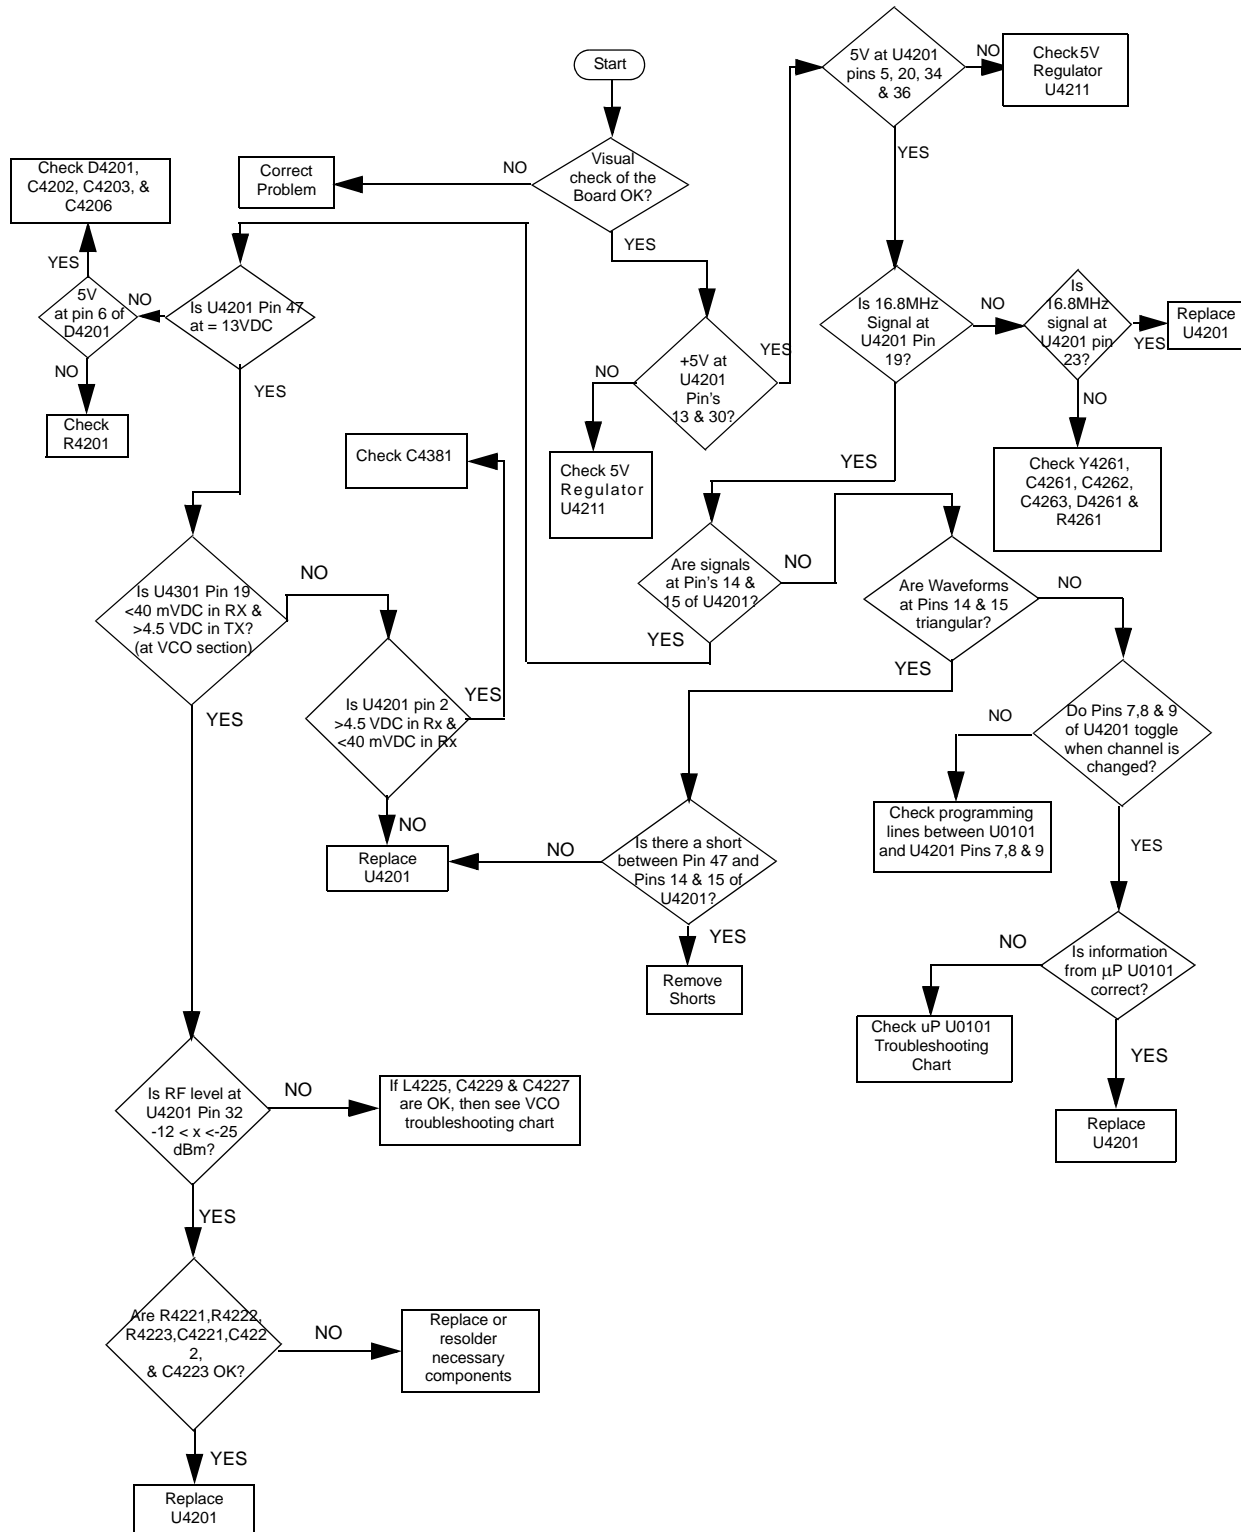 Start
Visual
check of the
Board OK?
NO
Correct
Problem
YES
+5V at
U4201
Pin's
13 & 30?
NO
Check 5V
Regulator
U4211
YES
5V at U4201
pins 5, 20, 34
& 36
NO
Check 5V
Regulator
U4211
YES
Is 16.8MHz
Signal at
U4201 Pin
19?
NO
Is
16.8MHz
signal at
U4201 pin
23?
YES
Replace
U4201
NO
Check Y4261,
C4261, C4262,
C4263, D4261 &
R4261
YES
Are signals
at Pin's 14 &
15 of U4201?
NO
Are Waveforms
at Pins 14 & 15
triangular?
NO
Do Pins 7,8 & 9
of U4201 toggle
when channel is
changed?
NO
Check programming
lines between U0101
and U4201 Pins 7,8 & 9
YES
Is information
from µP U0101
correct?
NO
Check uP U0101
Troubleshooting
Chart
YES
Replace
U4201
YES
Is there a short
between Pin 47 and
Pins 14 & 15 of
U4201?
NO
YES
Remove
Shorts
YES
Is U4201 Pin 47
at = 13VDC
NO
5V
at pin 6 of
D4201
YES
Check D4201,
C4202, C4203, &
C4206
NO
Check
R4201
YES
Is U4301 Pin 19
<40 mVDC in RX &
>4.5 VDC in TX?
(at VCO section)
NO
Is U4201 pin 2
>4.5 VDC in Rx &
<40 mVDC in Rx
YES
Check C4381
NO
Replace
U4201
YES
Is RF level at
U4201 Pin 32
-12 < x <-25
dBm?
NO
If L4225, C4229 & C4227
are OK, then see VCO
troubleshooting chart
YES
Are R4221,R4222,
R4223,C4221,C422
2,
& C4223 OK?
NO
Replace or
resolder
necessary
components
YES
Replace
U4201